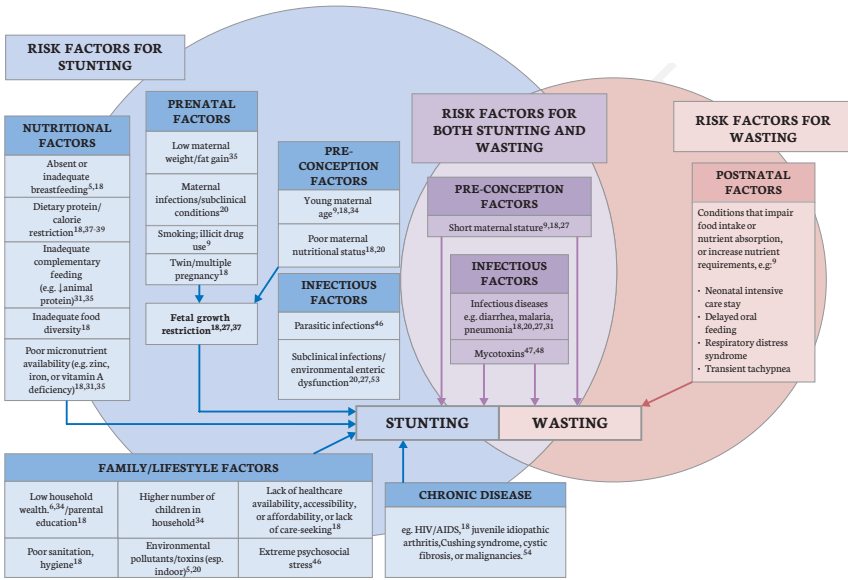 RISK FACTORS FOR
STUNTING
NUTRITIONAL
FACTORS
Absent or
inadequate
breastfeeding5,18
Dietary protein/
calorie
restriction18,37-39
Inadequate
complementary
feeding
(e.g. ↓animal
protein)31,35
Inadequate food
diversity18
Poor micronutrient
availability (e.g. zinc,
iron, or vitamin A
deficiency)18,31,35
PRENATAL
FACTORS
Low maternal
weight/fat gain35
Maternal
infections/subclinical
conditions20
Smoking; illicit drug
use9
Twin/multiple
pregnancy18
Fetal growth
restriction18,27,37
PRE-
CONCEPTION
FACTORS
Young maternal
age9,18,34
Poor maternal
nutritional status18,20
INFECTIOUS
FACTORS
Parasitic infections46
Subclinical infections/
environmental enteric
dysfunction20,27,53
RISK FACTORS FOR
BOTH STUNTING AND
WASTING
PRE-CONCEPTION
FACTORS
Short maternal stature9,18,27
INFECTIOUS
FACTORS
Infectious diseases
e.g. diarrhea, malaria,
pneumonia18,20,27,31
Mycotoxins47,48
RISK FACTORS FOR
WASTING
POSTNATAL
FACTORS
Conditions that impair
food intake or
nutrient absorption,
or increase nutrient
requirements, e.g:9
• Neonatal intensive
care stay
• Delayed oral
feeding
• Respiratory distress
syndrome
• Transient tachypnea
STUNTING
WASTING
FAMILY/LIFESTYLE FACTORS
Low household
wealth.6,34/parental
education18
Higher number of
children in
household34
Lack of healthcare
availability, accessibility,
or affordability, or lack
of care-seeking18
Poor sanitation,
hygiene18
Environmental
pollutants/toxins (esp.
indoor)5,20
Extreme psychosocial
stress46
CHRONIC DISEASE
eg. HIV/AIDS,18 juvenile idiopathic
arthritis,Cushing syndrome, cystic
fibrosis, or malignancies.54